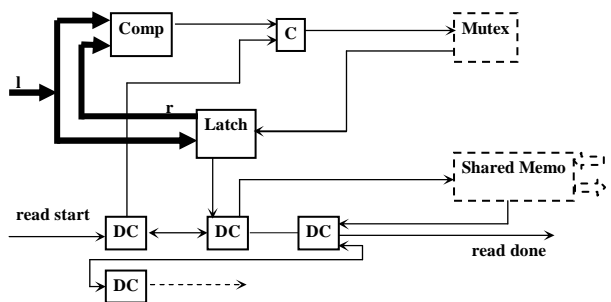 Comp
C
Mutex
l
r
Latch
Shared Memo
read start
DC
DC
DC
read done
DC